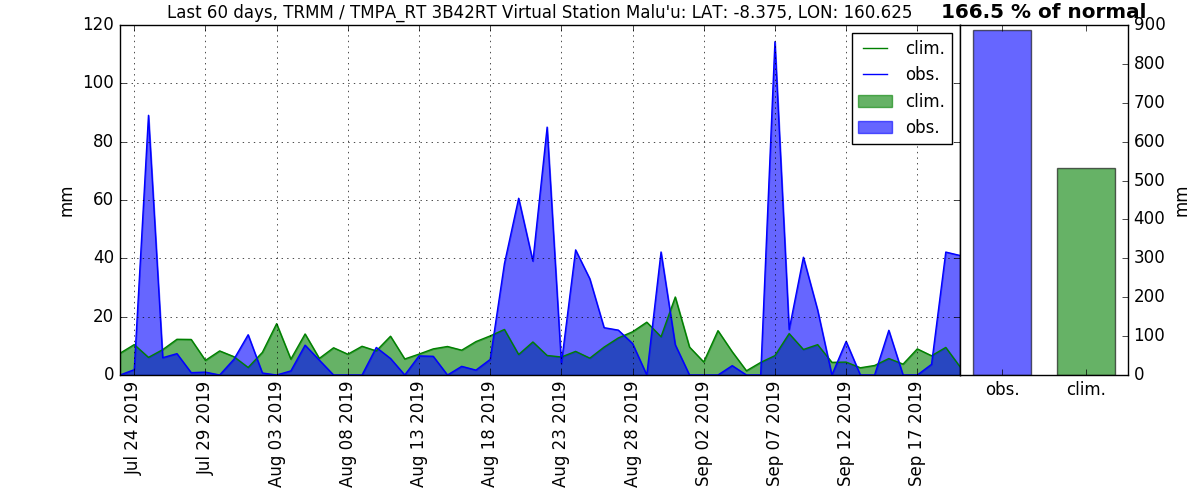 Last 60 days, TRMM / TMPA_RT 3B42RT Virtual Station Malu'u: LAT: -8.375, LON: 160.625
166.5 % of normal
120
100
80
60
40
20
0
mm
clim.
obs.
clim.
obs.
900
800
700
600
500
400
300
200
100
0
mm
Jul 24 2019
Jul 29 2019
Aug 03 2019
Aug 08 2019
Aug 13 2019
Aug 18 2019
Aug 23 2019
Aug 28 2019
Sep 02 2019
Sep 07 2019
Sep 12 2019
Sep 17 2019
obs.
clim.